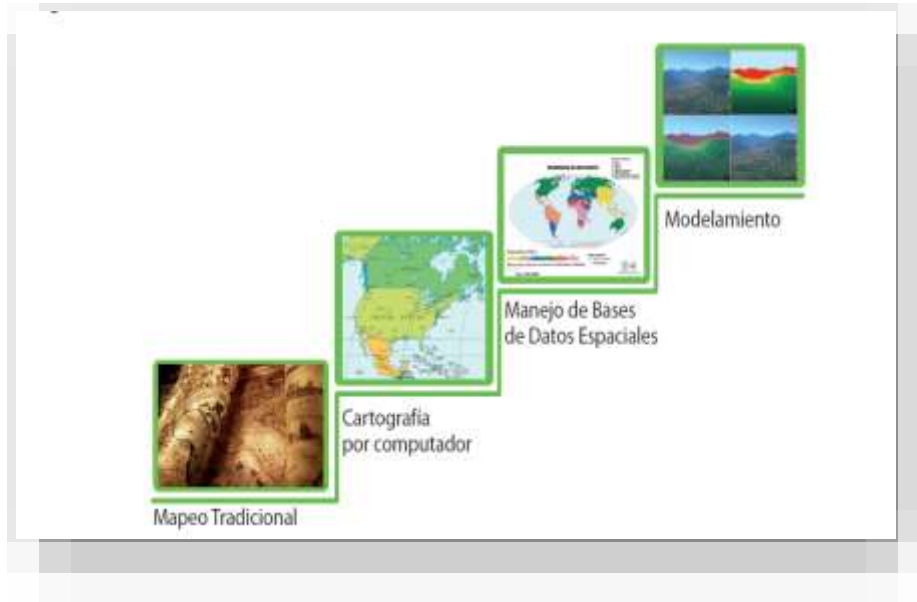 Modelamiento
Manejo de Bases
de Datos Espaciales
Cartografía
por computador
Mapeo Tradicional